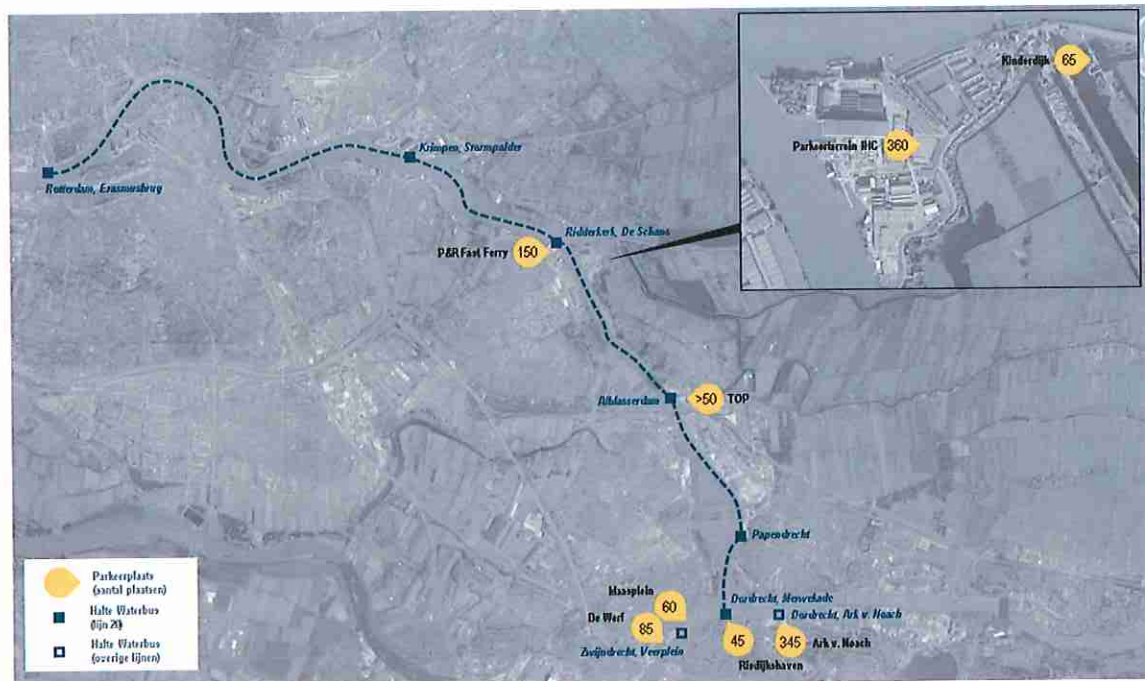 Kinderdijk
65
Parkeerterrein IHC
360
Krimpen, Stormpolder
Rotterdam, Erasmusbrug
Ridderkerk, De Schans
P&R Fast Ferry
150
Alblasserdam
>50
TOP
Papendrecht
Maasplein
60
De Werf
85
Zwijndrecht, Veerplein
Dordrecht, Merwekade
45
Riedijkshaven
Dordrecht, Ark v. Noach
345
Ark v. Noach
Parkeerplaats
(aantal plaatsen)
Halte Waterbus
(lijn 20)
Halte Waterbus
(overige lijnen)